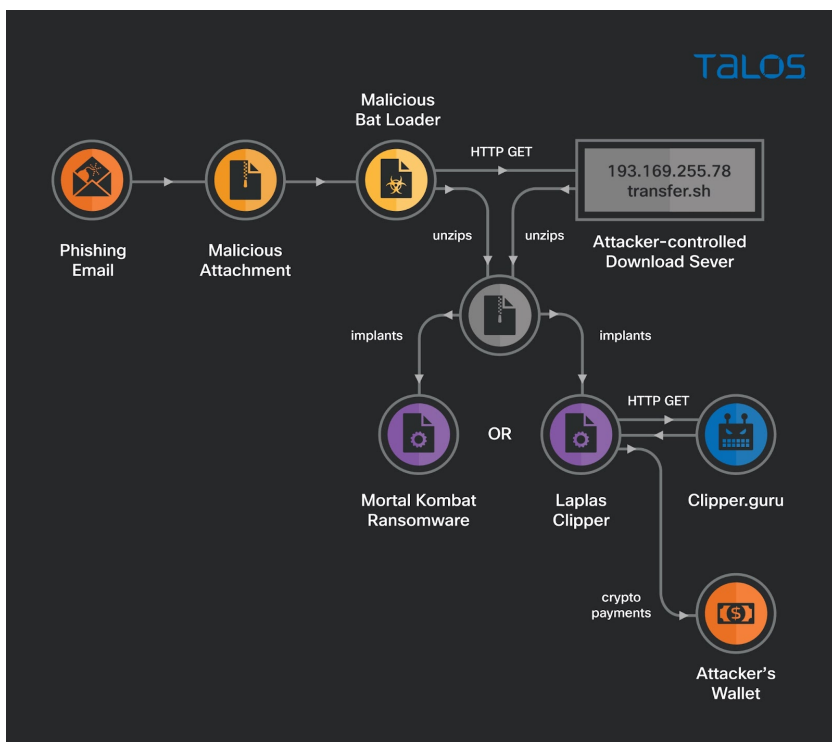 TALOS
Malicious
Bat Loader
HTTP GET
193.169.255.78
transfer.sh
Phishing
Email
Malicious
Attachment
unzips
unzips
Attacker-controlled
Download Sever
implants
implants
HTTP GET
OR
Mortal Kombat
Ransomware
Laplas
Clipper
Clipper.guru
crypto
payments
Attacker's
Wallet